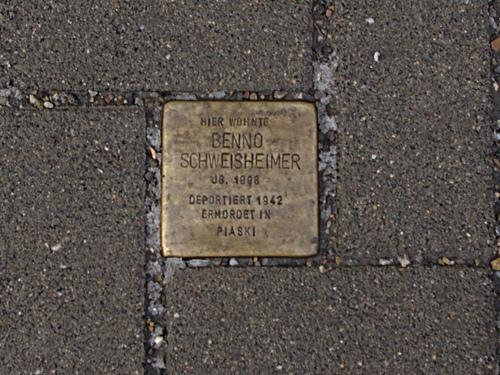 HIER WOHNTE
BENNO
SCHWEISHEIMER
JG. 1898
DEPORTIERT 1942
ERMORDET IN
PIASKI